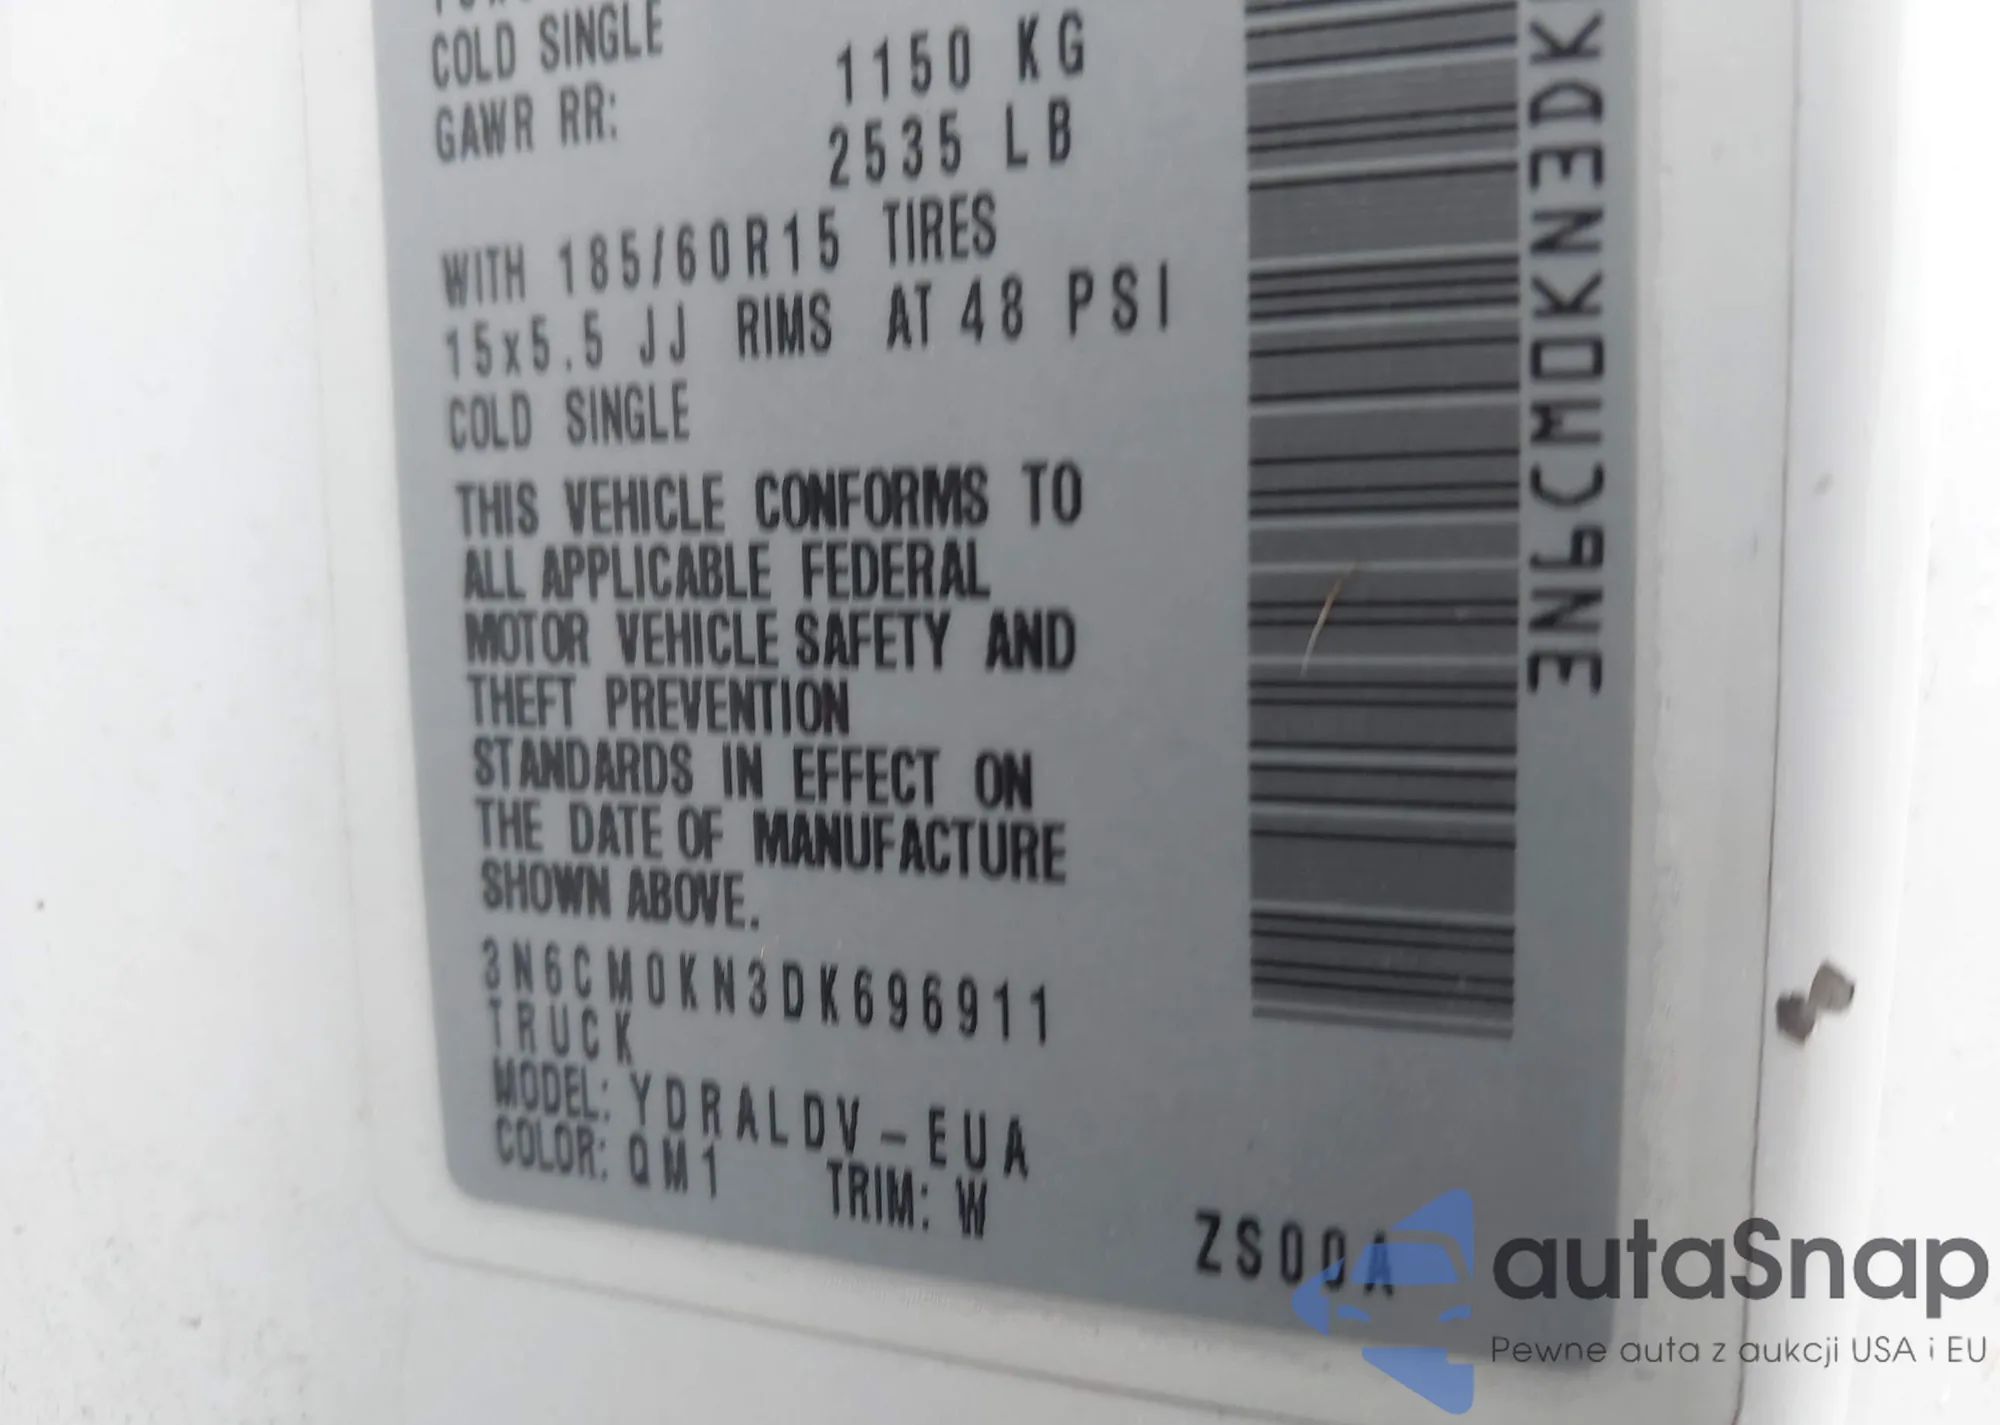 COLD SINGLE
GAWR RR: 1150 KG
2535 LB
WITH 185/60R15 TIRES
15x5.5 JJ RIMS AT 48 PSI
COLD SINGLE
THIS VEHICLE CONFORMS TO
ALL APPLICABLE FEDERAL
MOTOR VEHICLE SAFETY AND
THEFT PREVENTION
STANDARDS IN EFFECT ON
THE DATE OF MANUFACTURE
SHOWN ABOVE.
3N6CM0KN3DK696911
TRUCK
MODEL: YDRALDV-EUA
COLOR: QM1 TRIM: W
ZS00A
3N6CM0KN3DK
autaSnap
Pewne auta z aukcji USA i EU